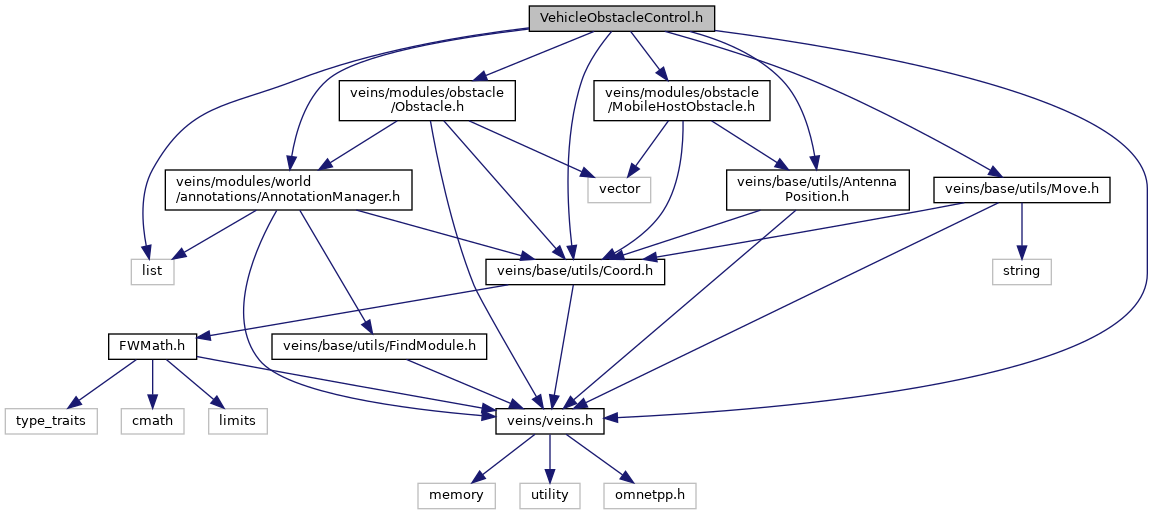 VehicleObstacleControl.h
veins/modules/obstacle
/Obstacle.h
veins/modules/obstacle
/MobileHostObstacle.h
veins/modules/world
/annotations/AnnotationManager.h
vector
veins/base/utils/Antenna
Position.h
veins/base/utils/Move.h
list
veins/base/utils/Coord.h
string
FWMath.h
veins/base/utils/FindModule.h
type_traits
cmath
limits
veins/veins.h
memory
utility
omnetpp.h